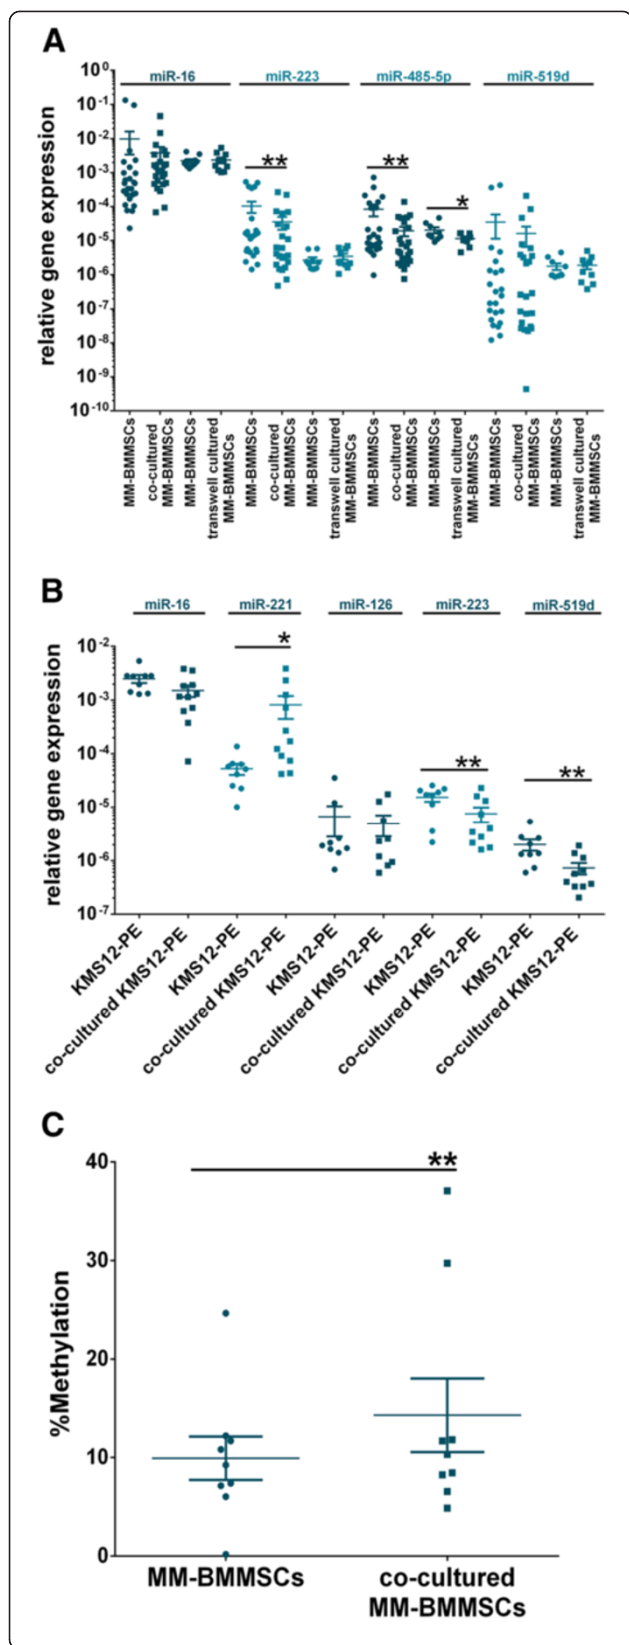 A
miR-16 miR-223 miR-485-5p miR-519d
relative gene expression
10^0
10^-1
10^-2
10^-3
10^-4
10^-5
10^-6
10^-7
10^-8
10^-9
10^-10
** ** *
MM-BMMSCs
co-cultured
MM-BMMSCs
MM-BMMSCs
transwell cultured
MM-BMMSCs
MM-BMMSCs
co-cultured
MM-BMMSCs
MM-BMMSCs
transwell cultured
MM-BMMSCs
MM-BMMSCs
co-cultured
MM-BMMSCs
MM-BMMSCs
transwell cultured
MM-BMMSCs
MM-BMMSCs
co-cultured
MM-BMMSCs
MM-BMMSCs
transwell cultured
MM-BMMSCs
B
miR-16 miR-221 miR-126 miR-223 miR-519d
relative gene expression
10^-2
10^-3
10^-4
10^-5
10^-6
10^-7
* ** **
KMS12-PE
co-cultured KMS12-PE
KMS12-PE
co-cultured KMS12-PE
KMS12-PE
co-cultured KMS12-PE
KMS12-PE
co-cultured KMS12-PE
KMS12-PE
co-cultured KMS12-PE
C
%Methylation
40
30
20
10
0
**
MM-BMMSCs
co-cultured
MM-BMMSCs